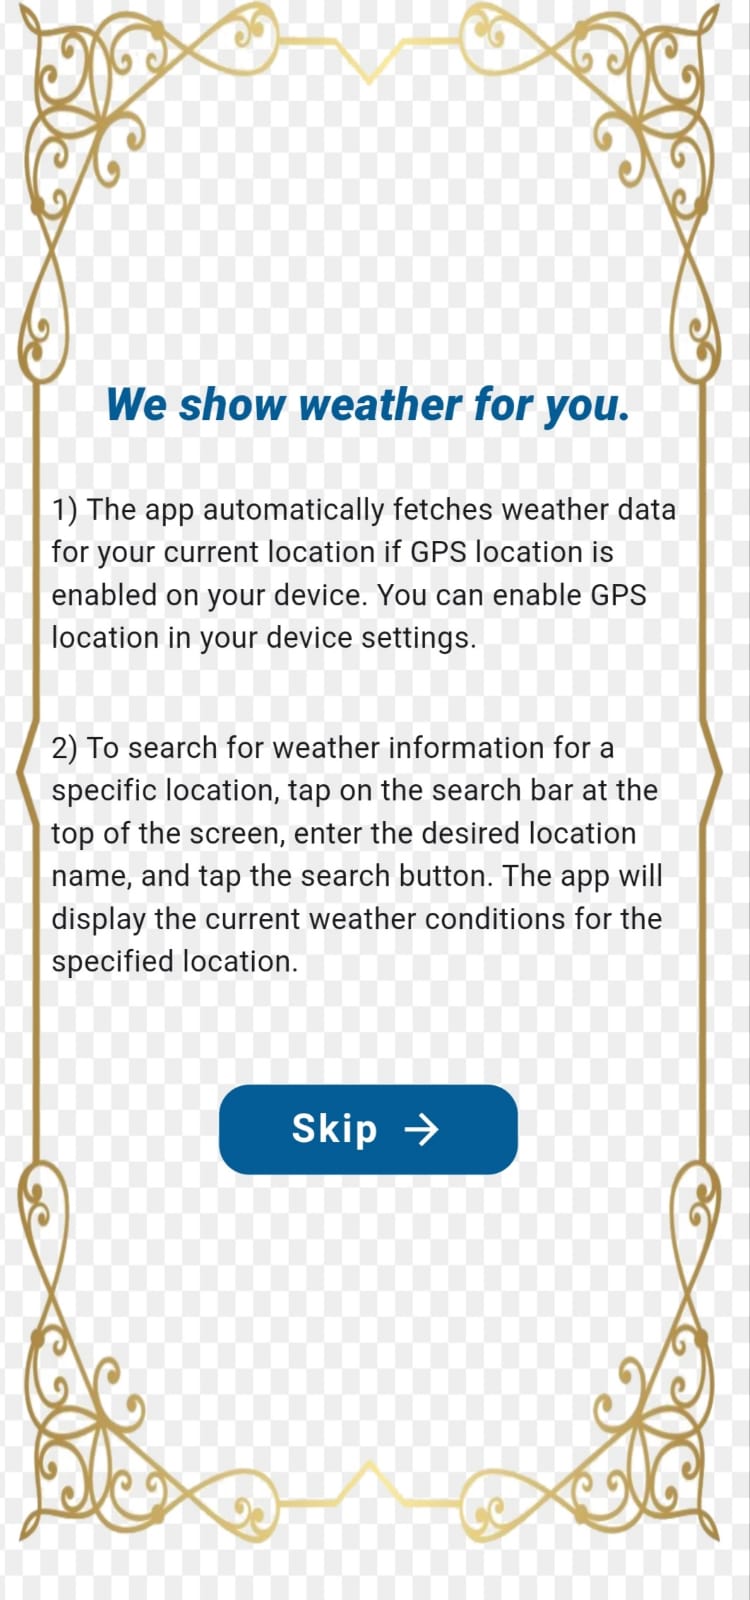 We show weather for you.
1) The app automatically fetches weather data
for your current location if GPS location is
enabled on your device. You can enable GPS
location in your device settings.
2) To search for weather information for a
specific location, tap on the search bar at the
top of the screen, enter the desired location
name, and tap the search button. The app will
display the current weather conditions for the
specified location.
Skip →